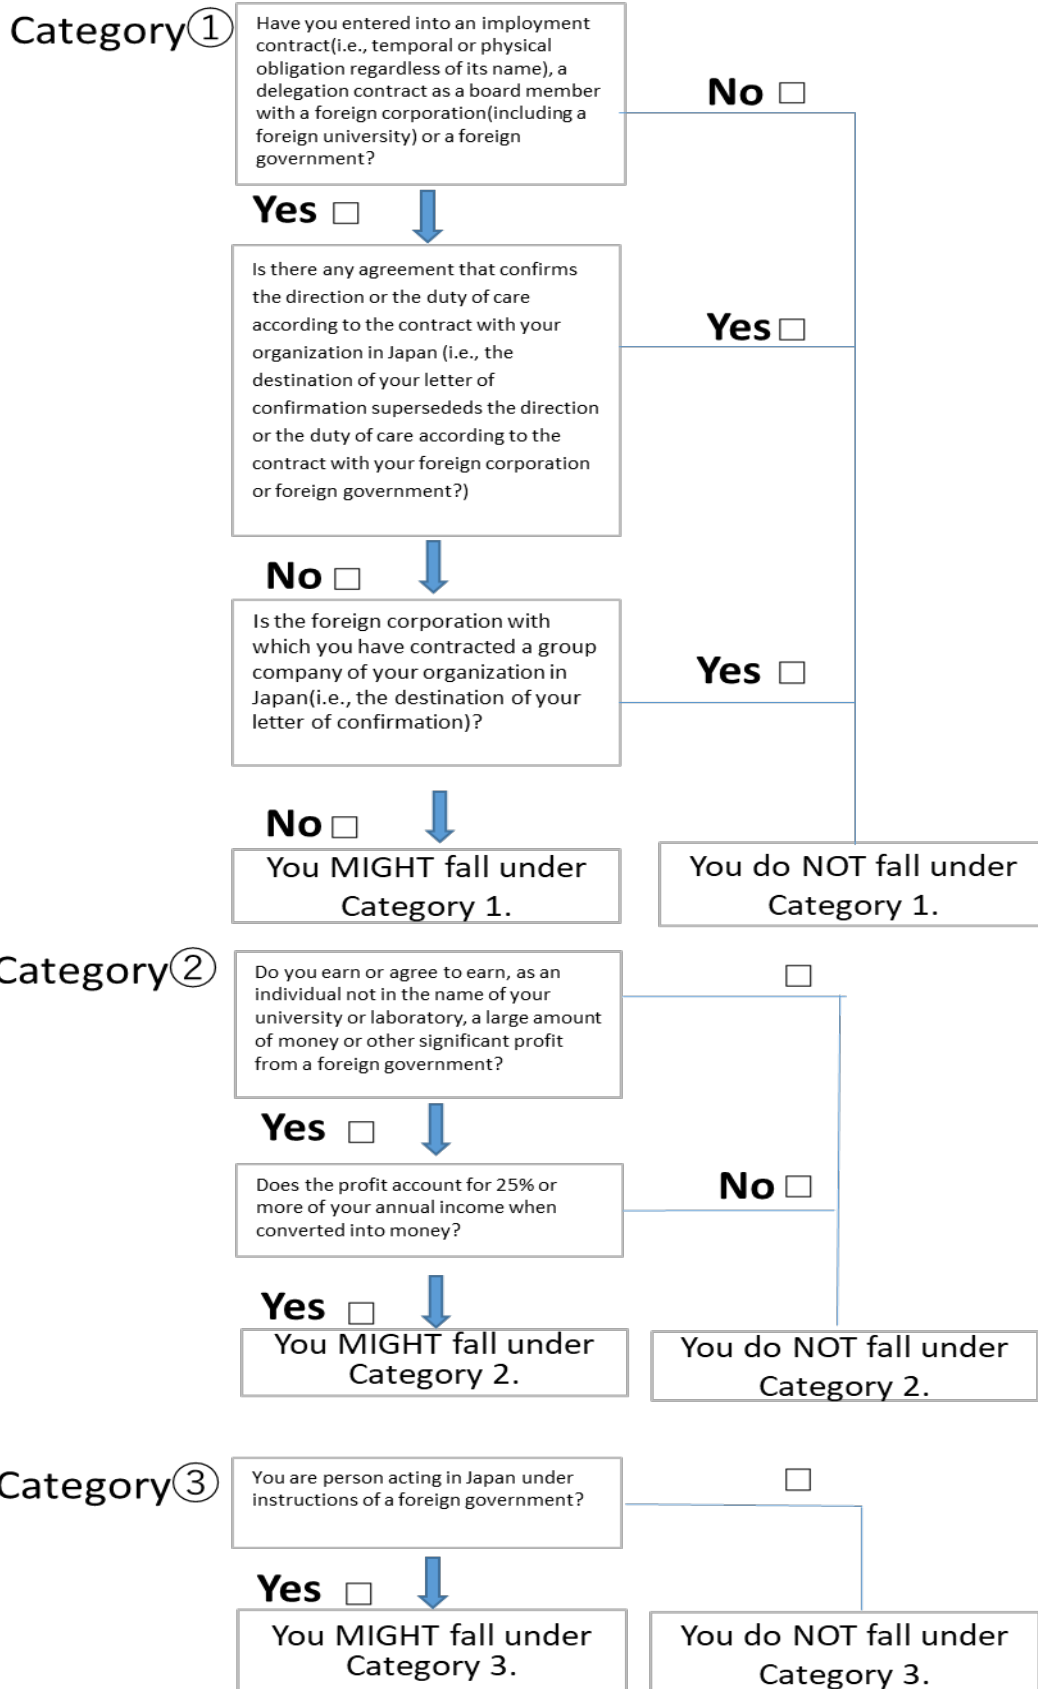 Category①
Have you entered into an imployment
contract(i.e., temporal or physical
obligation regardless of its name), a
delegation contract as a board member
with a foreign corporation(including a
foreign university) or a foreign
government?
No □
Yes □
Is there any agreement that confirms
the direction or the duty of care
according to the contract with your
organization in Japan (i.e., the
destination of your letter of
confirmation supersededs the direction
or the duty of care according to the
contract with your foreign corporation
or foreign government?)
Yes □
No □
Is the foreign corporation with
which you have contracted a group
company of your organization in
Japan(i.e., the destination of your
letter of confirmation)?
Yes □
No □
You MIGHT fall under
Category 1.
You do NOT fall under
Category 1.
Category②
Do you earn or agree to earn, as an
individual not in the name of your
university or laboratory, a large amount
of money or other significant profit
from a foreign government?
□
Yes □
Does the profit account for 25% or
more of your annual income when
converted into money?
No □
Yes □
You MIGHT fall under
Category 2.
You do NOT fall under
Category 2.
Category③
You are person acting in Japan under
instructions of a foreign government?
□
Yes □
You MIGHT fall under
Category 3.
You do NOT fall under
Category 3.